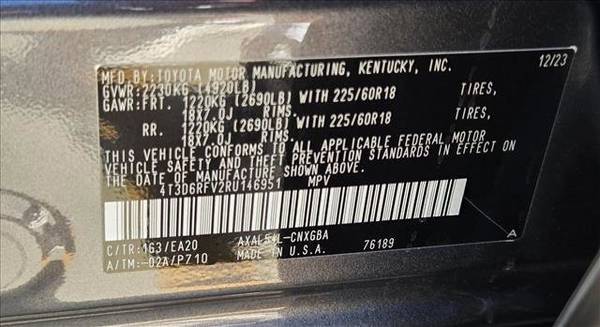 MFD.BY:TOYOTA MOTOR MANUFACTURING, KENTUCKY, INC. 12/23
GVWR:2230KG (4920LB)
GAWR:FRT. 1220KG (2690LB) WITH 225/60R18 TIRES,
18X7.0J RIMS.
RR. 1220KG (2690LB) WITH 225/60R18 TIRES,
18X7.0J RIMS.
THIS VEHICLE CONFORMS TO ALL APPLICABLE FEDERAL MOTOR
VEHICLE SAFETY AND THEFT PREVENTION STANDARDS IN EFFECT ON
THE DATE OF MANUFACTURE SHOWN ABOVE.
4T3D6RFV2RU146951 MPV
C/TR:1G3/EA20 AXAL54L-CNXGBA
A/TM:-02A/P710 MADE IN U.S.A. 76189 A